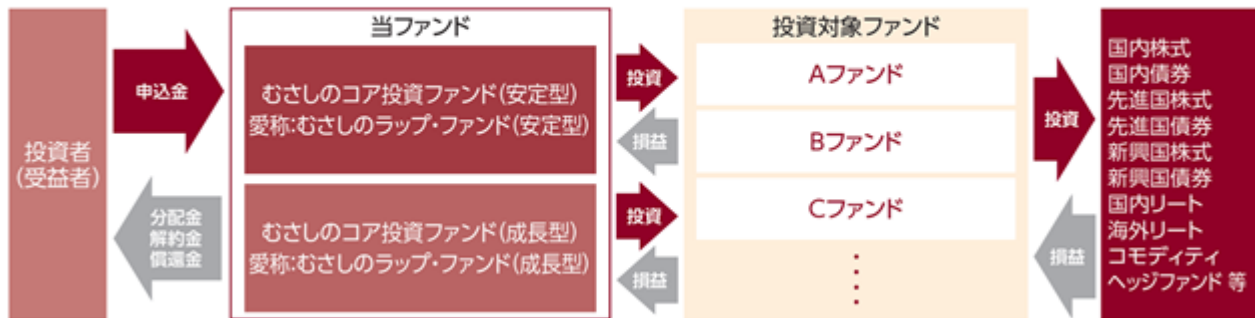 投資者
(受益者)
申込金
分配金
解約金
償還金
当ファンド
むさしのコア投資ファンド(安定型)
愛称:むさしのラップ・ファンド(安定型)
むさしのコア投資ファンド(成長型)
愛称:むさしのラップ・ファンド(成長型)
投資
損益
投資
損益
投資対象ファンド
Aファンド
Bファンド
Cファンド
投資
損益
国内株式
国内債券
先進国株式
先進国債券
新興国株式
新興国債券
国内リート
海外リート
コモディティ
ヘッジファンド 等